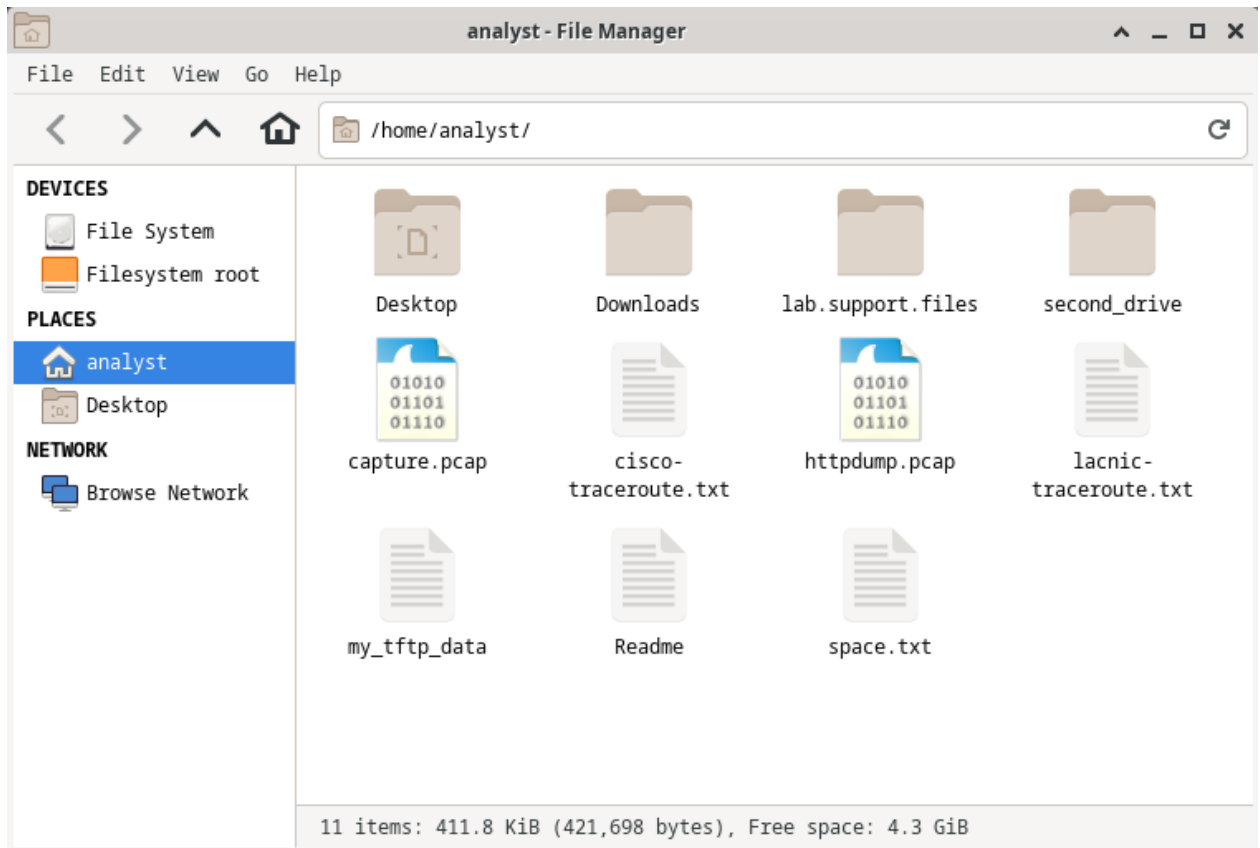 analyst - File Manager
File Edit View Go Help
/home/analyst/
DEVICES
File System
Filesystem root
PLACES
analyst
Desktop
NETWORK
Browse Network
Desktop Downloads lab.support.files second_drive
01010 01010
01101 01101
01110 01110
capture.pcap cisco- httpdump.pcap lacnic-
traceroute.txt traceroute.txt
my_tftp_data Readme space.txt
11 items: 411.8 KiB (421,698 bytes), Free space: 4.3 GiB